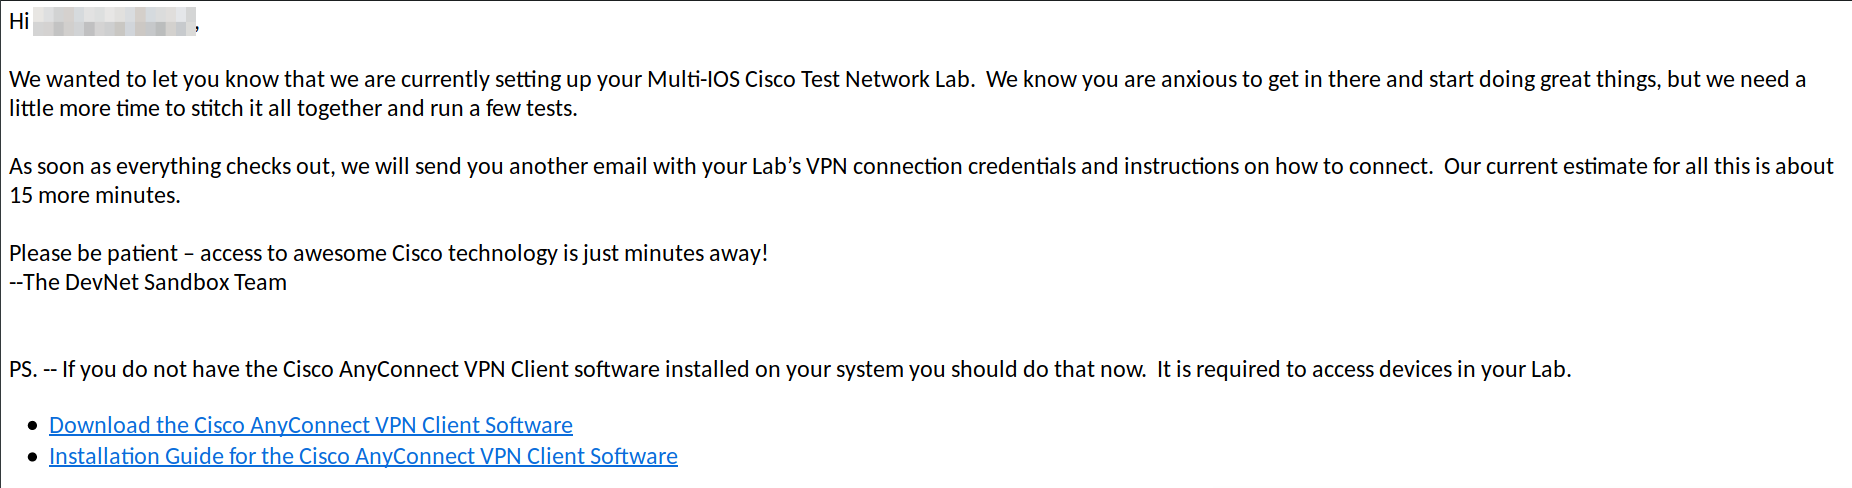 Hi ,
We wanted to let you know that we are currently setting up your Multi-IOS Cisco Test Network Lab.  We know you are anxious to get in there and start doing great things, but we need a
little more time to stitch it all together and run a few tests.
As soon as everything checks out, we will send you another email with your Lab’s VPN connection credentials and instructions on how to connect.  Our current estimate for all this is about
15 more minutes.
Please be patient – access to awesome Cisco technology is just minutes away!
--The DevNet Sandbox Team
PS. -- If you do not have the Cisco AnyConnect VPN Client software installed on your system you should do that now.  It is required to access devices in your Lab.
• Download the Cisco AnyConnect VPN Client Software
• Installation Guide for the Cisco AnyConnect VPN Client Software